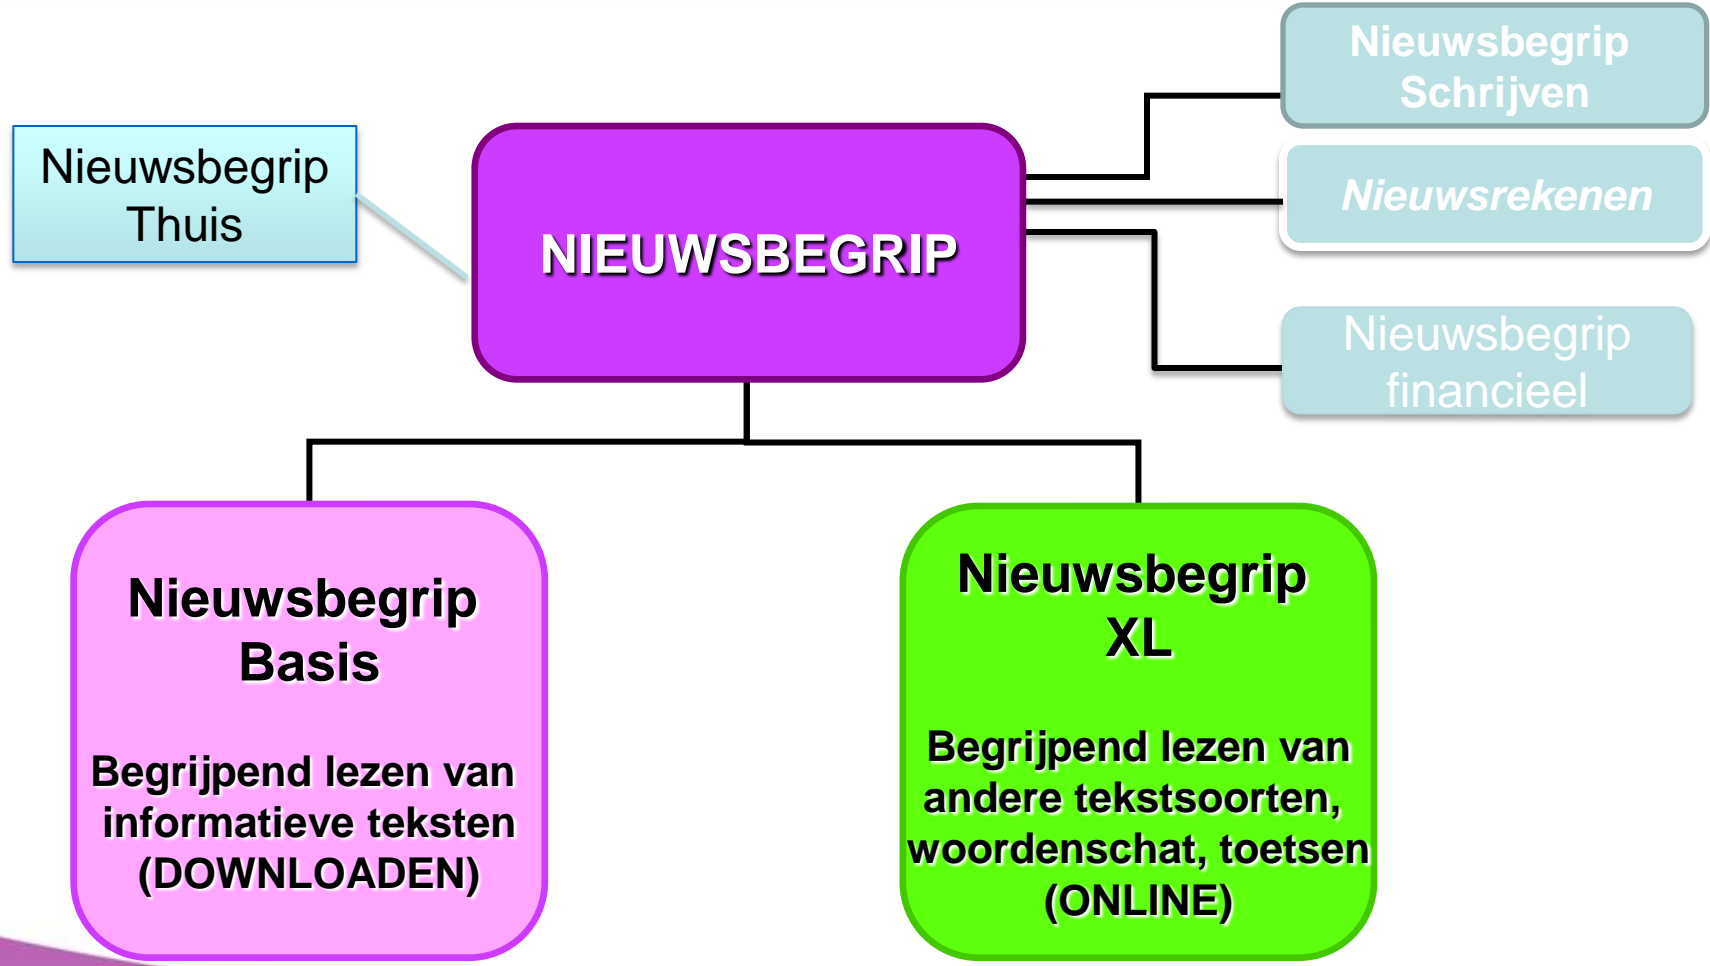 Nieuwsbegrip
Schrijven
Nieuwsbegrip
Thuis
Nieuwsrekenen
NIEUWSBEGRIP
Nieuwsbegrip
financieel
Nieuwsbegrip
Basis
Begrijpend lezen van
informatieve teksten
(DOWNLOADEN)
Nieuwsbegrip
XL
Begrijpend lezen van
andere tekstsoorten,
woordenschat, toetsen
(ONLINE)